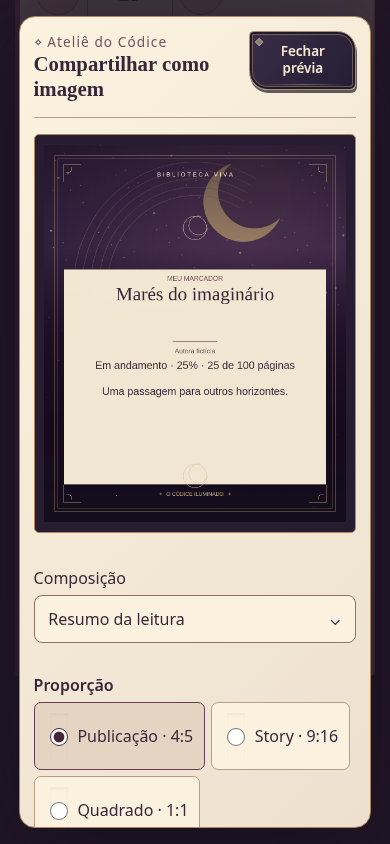 Ateliê do Códice
Compartilhar como
imagem
Fechar
prévia
BIBLIOTECA VIVA
MEU MARCADOR
Marés do imaginário
Autora fictícia
Em andamento · 25% · 25 de 100 páginas
Uma passagem para outros horizontes.
O CÓDICE ILUMINADO
Composição
Resumo da leitura
Proporção
Publicação · 4:5
Story · 9:16
Quadrado · 1:1